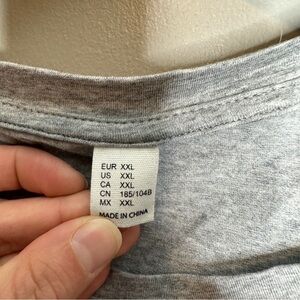 EUR XXL
US XXL
CA XXL
CN 185/104B
MX XXL
MADE IN CHINA